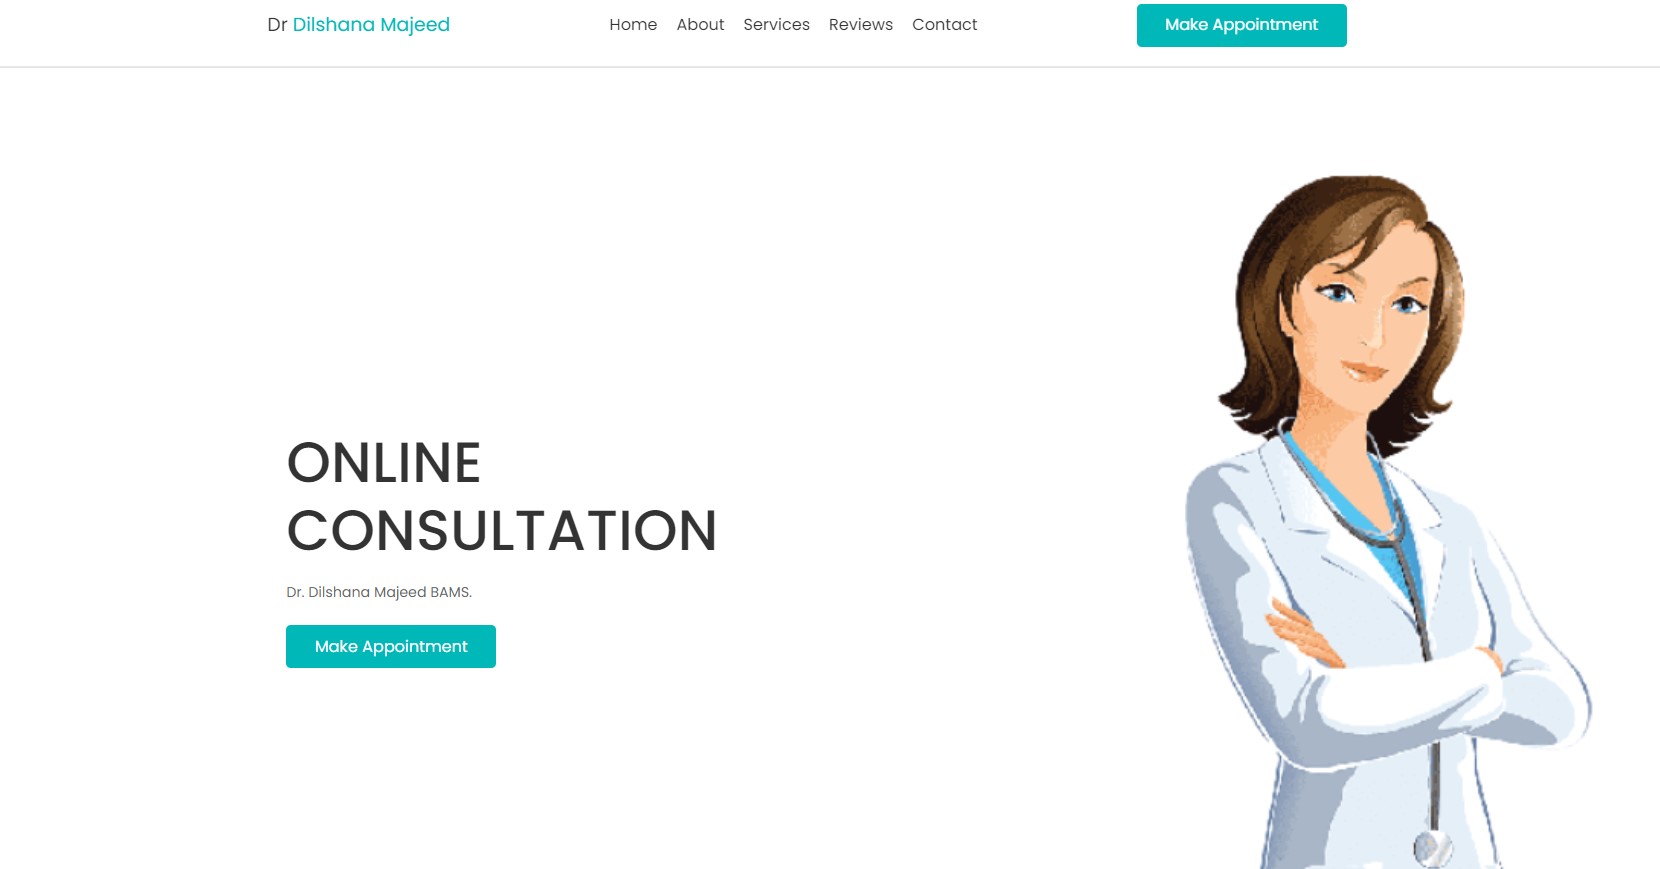 Dr Dilshana Majeed
Home About Services Reviews Contact
Make Appointment
ONLINE
CONSULTATION
Dr. Dilshana Majeed BAMS.
Make Appointment